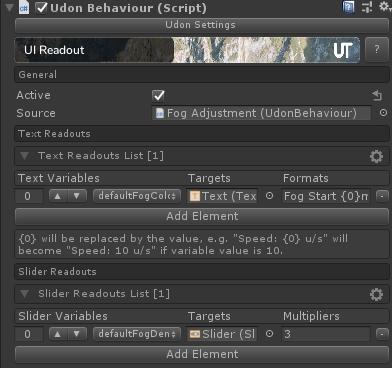 Udon Behaviour (Script)
Udon Settings
UI Readout
UT
?
General
Active
Source Fog Adjustment (UdonBehaviour)
Text Readouts
Text Readouts List [1]
Text Variables Targets Formats
0 defaultFogColo Text (Tex Fog Start {0}m -
Add Element
{0} will be replaced by the value, e.g. "Speed: {0} u/s" will
become "Speed: 10 u/s" if variable value is 10.
Slider Readouts
Slider Readouts List [1]
Slider Variables Targets Multipliers
0 defaultFogDen Slider (Sl 3 -
Add Element